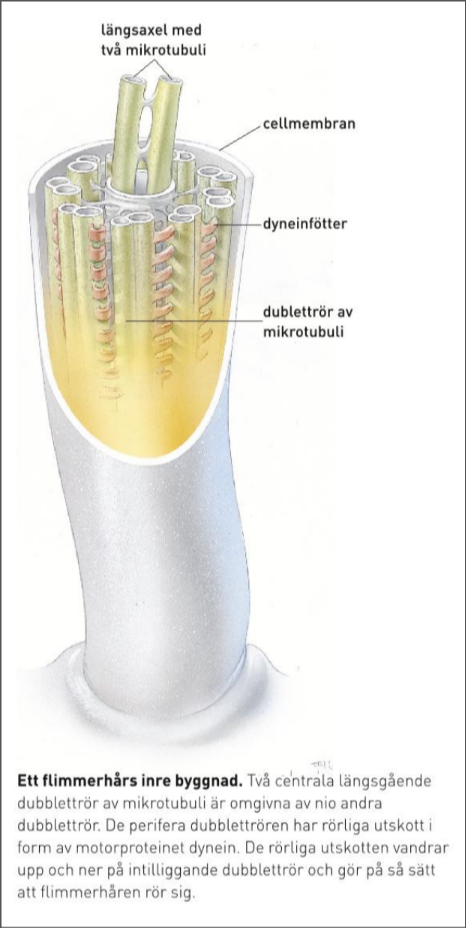 längsaxel med
två mikrotubuli
cellmembran
dyneinfötter
dublettrör av
mikrotubuli
Ett flimmerhårs inre byggnad. Två centrala längsgående
dubblettrör av mikrotubuli är omgivna av nio andra
dubblettrör. De perifera dubblettrören har rörliga utskott i
form av motorproteinet dynein. De rörliga utskotten vandrar
upp och ner på intilliggande dubblettrör och gör på så sätt
att flimmerhåren rör sig.